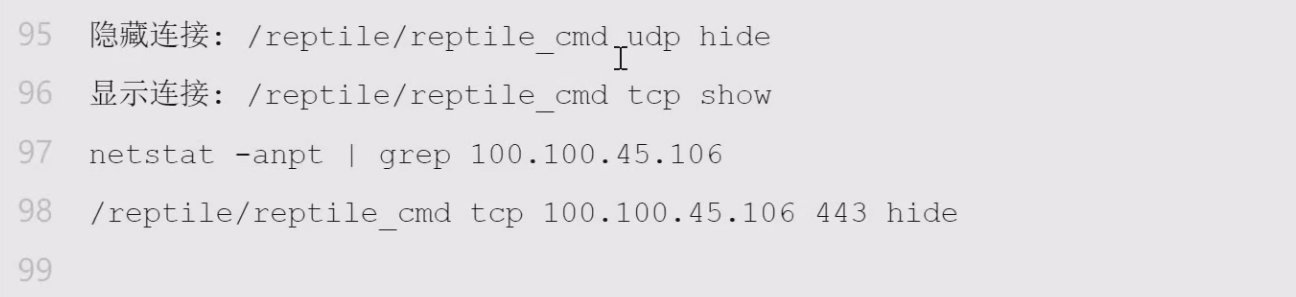 95 隐藏连接: /reptile/reptile_cmd udp hide
96 显示连接: /reptile/reptile_cmd tcp show
97 netstat -anpt | grep 100.100.45.106
98 /reptile/reptile_cmd tcp 100.100.45.106 443 hide
99